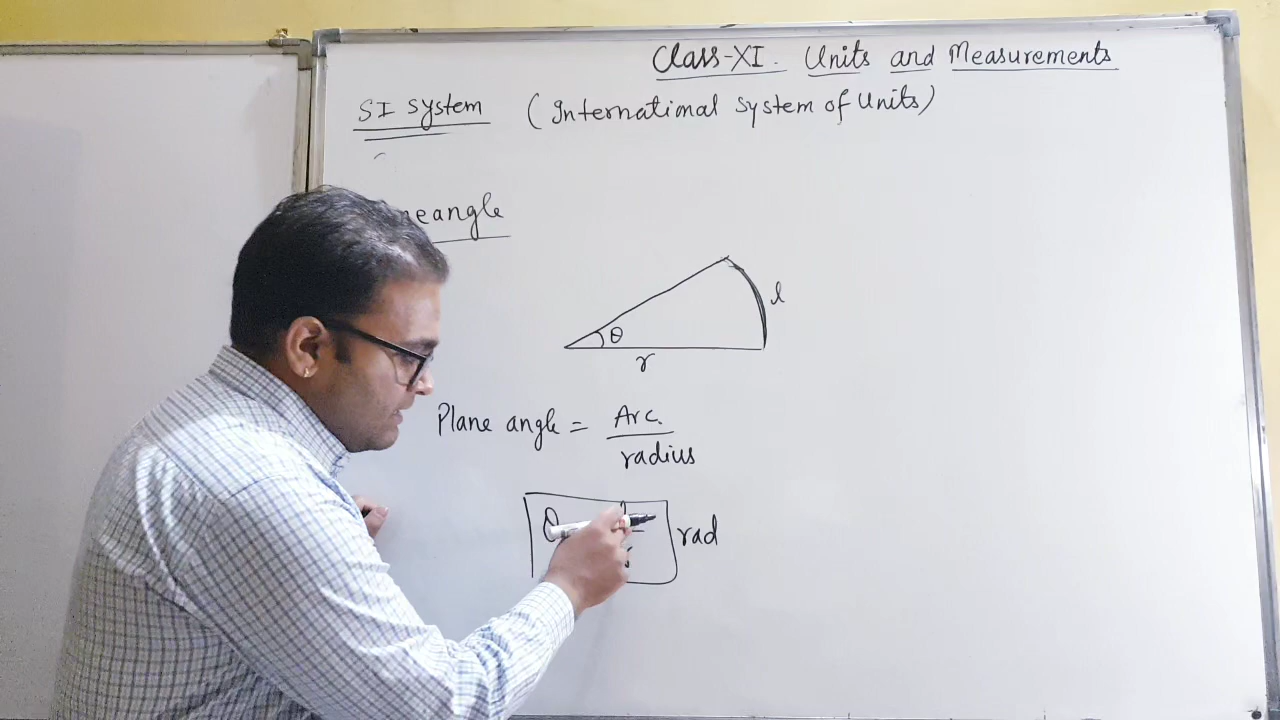 Class-XI. Units and Measurements
SI system (International system of Units)
eangle
θ
l
r
Plane angle = Arc.
radius
θ
rad